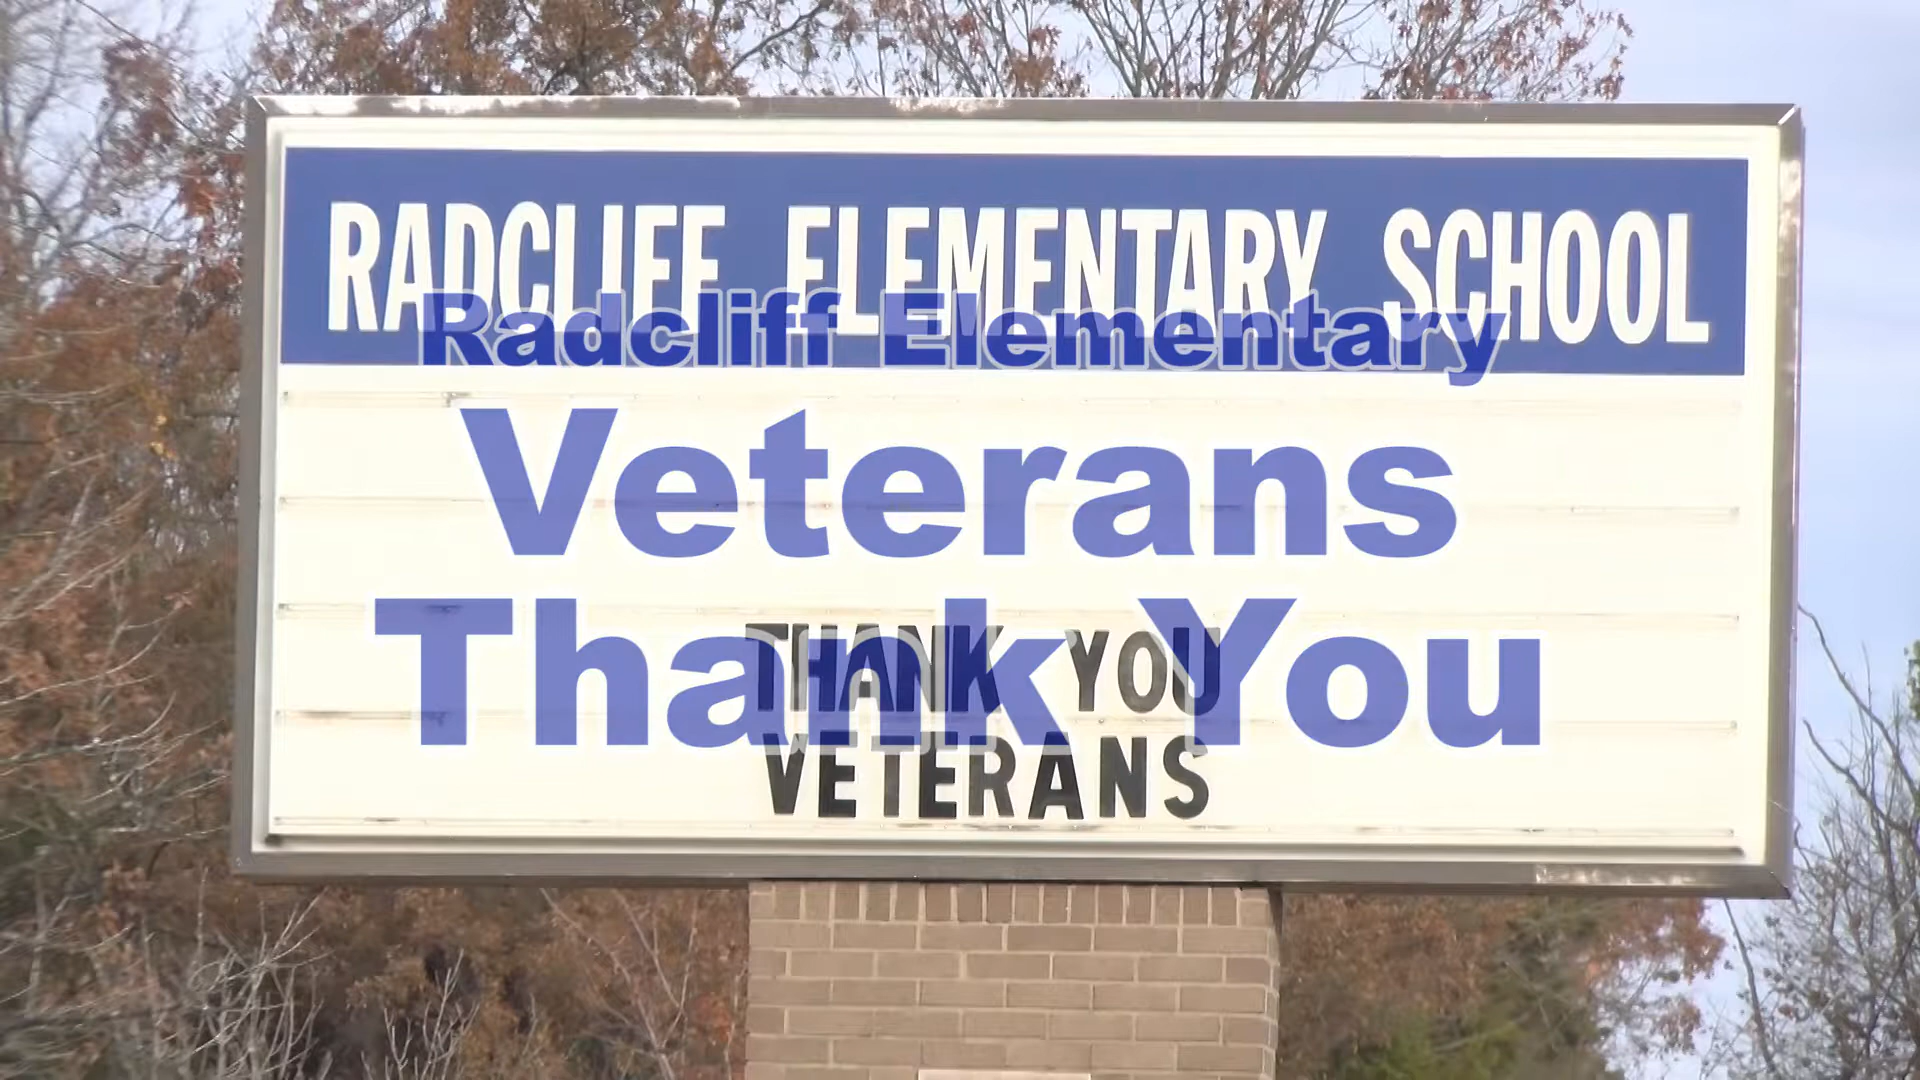 RADCLIFF ELEMENTARY SCHOOL
Radcliff Elementary
Veterans
Thank You
THANK YOU
VETERANS